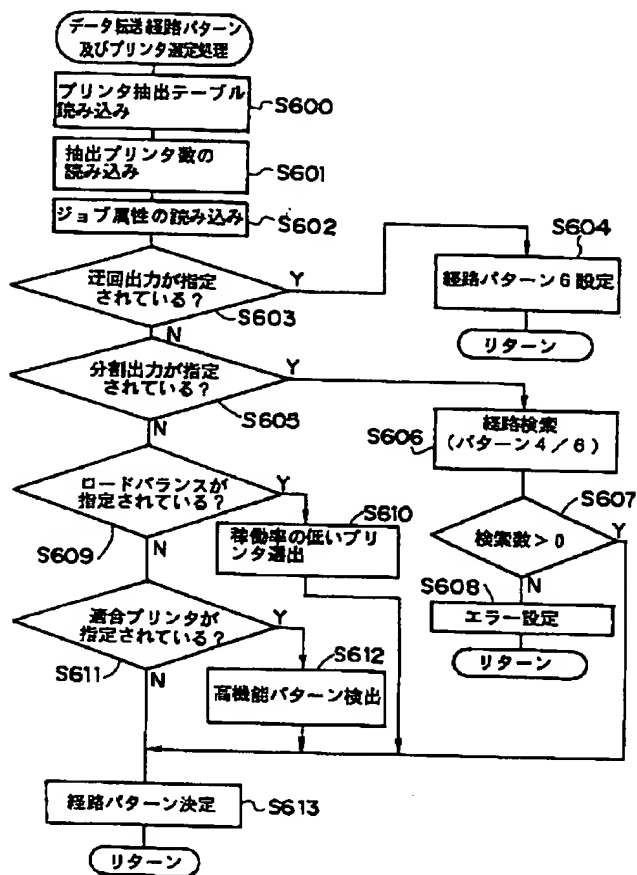 データ転送経路パターン
及びプリンタ選定処理
プリンタ抽出テーブル
読み込み
S600
抽出プリンタ数の
読み込み
S601
ジョブ属性の読み込み
S602
迂回出力が指定
されている?
Y
S603
N
S604
経路パターン6設定
リターン
分割出力が指定
されている?
Y
S605
N
S606
経路検索
(パターン4/6)
S607
検索数>0
Y
N
S608
エラー設定
リターン
ロードバランスが
指定されている?
Y
S609
N
S610
稼働率の低いプリン
タ選出
適合プリンタが
指定されている?
Y
S611
N
S612
高機能パターン検出
経路パターン決定
S613
リターン